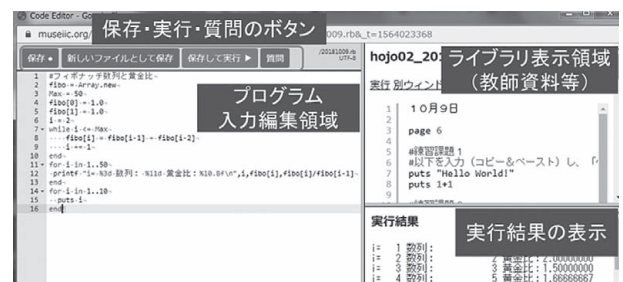 Code Editor - Go
museiic.org/
009.rb&_t=1564023368
保存・実行・質問のボタン
保存
新しいファイルとして保存
保存して実行
質問
/20181009.rb
UTF-8
1 #フィボナッチ数列と黄金比
2 fibo = Array.new
3 Max = 50
4 fibo[0] = 1.0
5 fibo[1] = 1.0
6 i = 2
7 while i <= Max
8 fibo[i] = fibo[i-1] + fibo[i-2]
9 i += 1
10 end
11 for i in 1..50
12 printf "i= %3d 数列: %11d 黄金比: %10.8f\n",i,fibo[i],fibo[i]/fibo[i-1]
13 end
14 for i in 1..10
15 puts i
16 end
プログラム
入力編集領域
hojo02_20
実行 別ウィンド
ライブラリ表示領域
(教師資料等)
1 10月9日
2
3 page 6
4
5 #練習課題1
6 #以下を入力(コピー&ペースト)し、「
7 puts "Hello World!"
8 puts 1+1
9
実行結果
実行結果の表示
i= 1 数列:
i= 2 数列: 2 黄金比:2.00000000
i= 3 数列: 3 黄金比:1.50000000
i= 4 数列: 5 黄金比:1.66666667